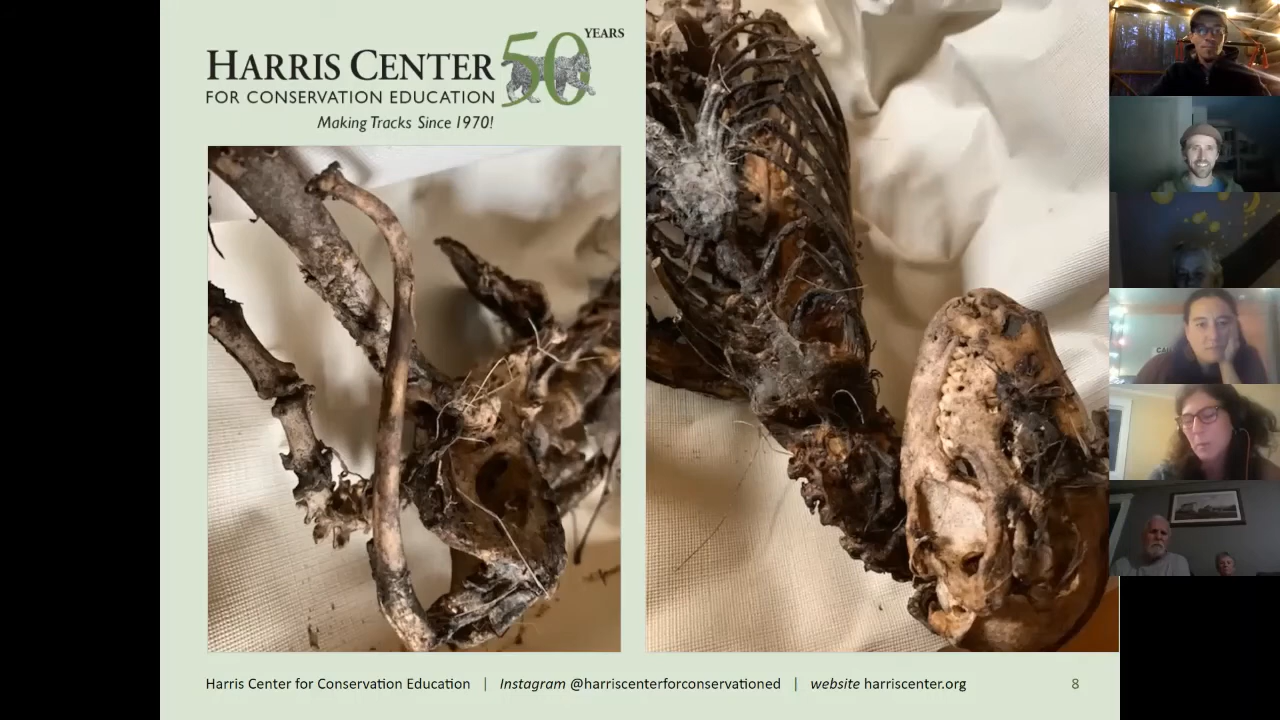 HARRIS CENTER 50 YEARS
FOR CONSERVATION EDUCATION
Making Tracks Since 1970!
Harris Center for Conservation Education | Instagram @harriscenterforconservationed | website harriscenter.org 8